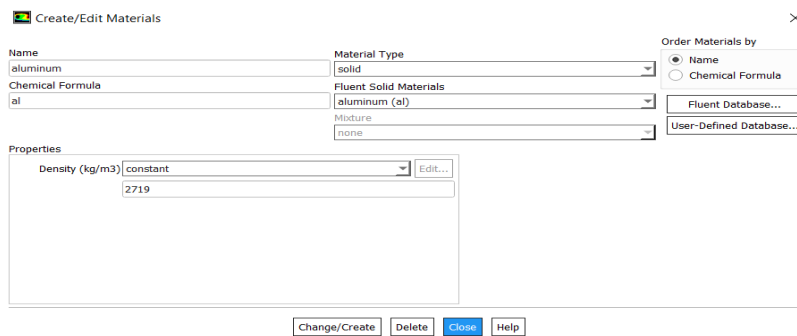 Create/Edit Materials
Name
Material Type
Order Materials by
aluminum
solid
Name
Chemical Formula
Chemical Formula
Fluent Solid Materials
al
aluminum (al)
Fluent Database...
Mixture
none
User-Defined Database...
Properties
Density (kg/m3)
constant
Edit...
2719
Change/Create
Delete
Close
Help